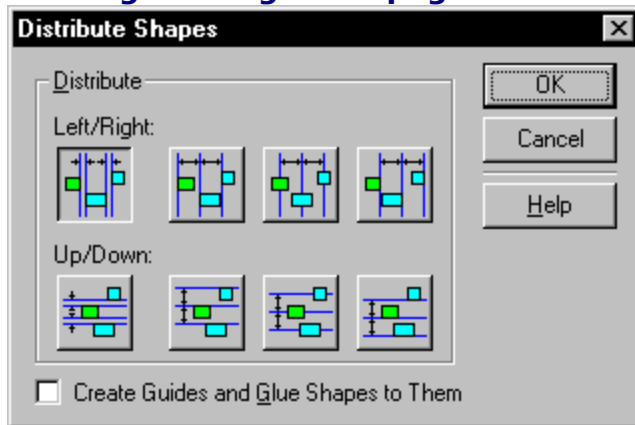 Distribute Shapes
Distribute
OK
Left/Right:
Cancel
Help
Up/Down:
Create Guides and Glue Shapes to Them